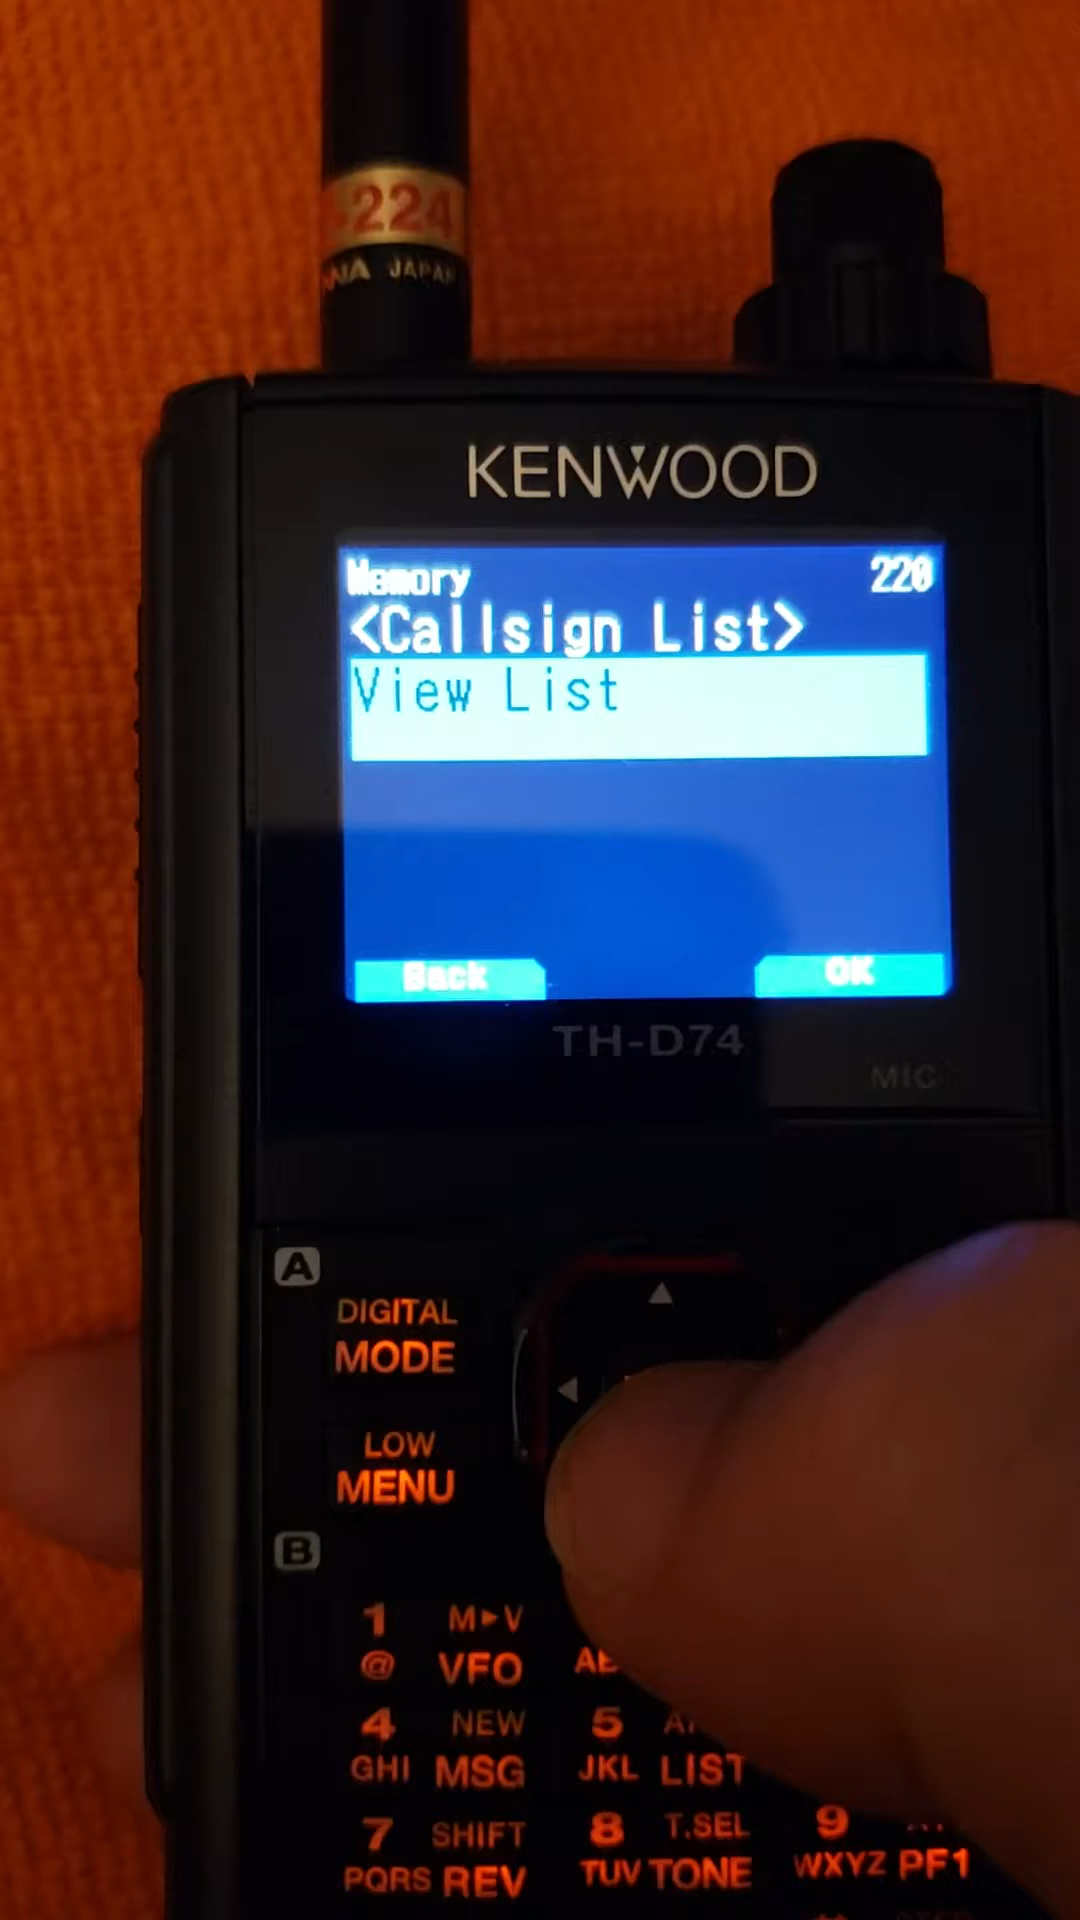 224
JAPAN
KENWOOD
Memory 220
<Callsign List>
View List
Back OK
TH-D74
MIC
A
DIGITAL
MODE
LOW
MENU
B
1 M►V
@ VFO
4 NEW 5
GHI MSG JKL LIST
7 SHIFT 8 T.SEL 9
PQRS REV TUV TONE WXYZ PF1